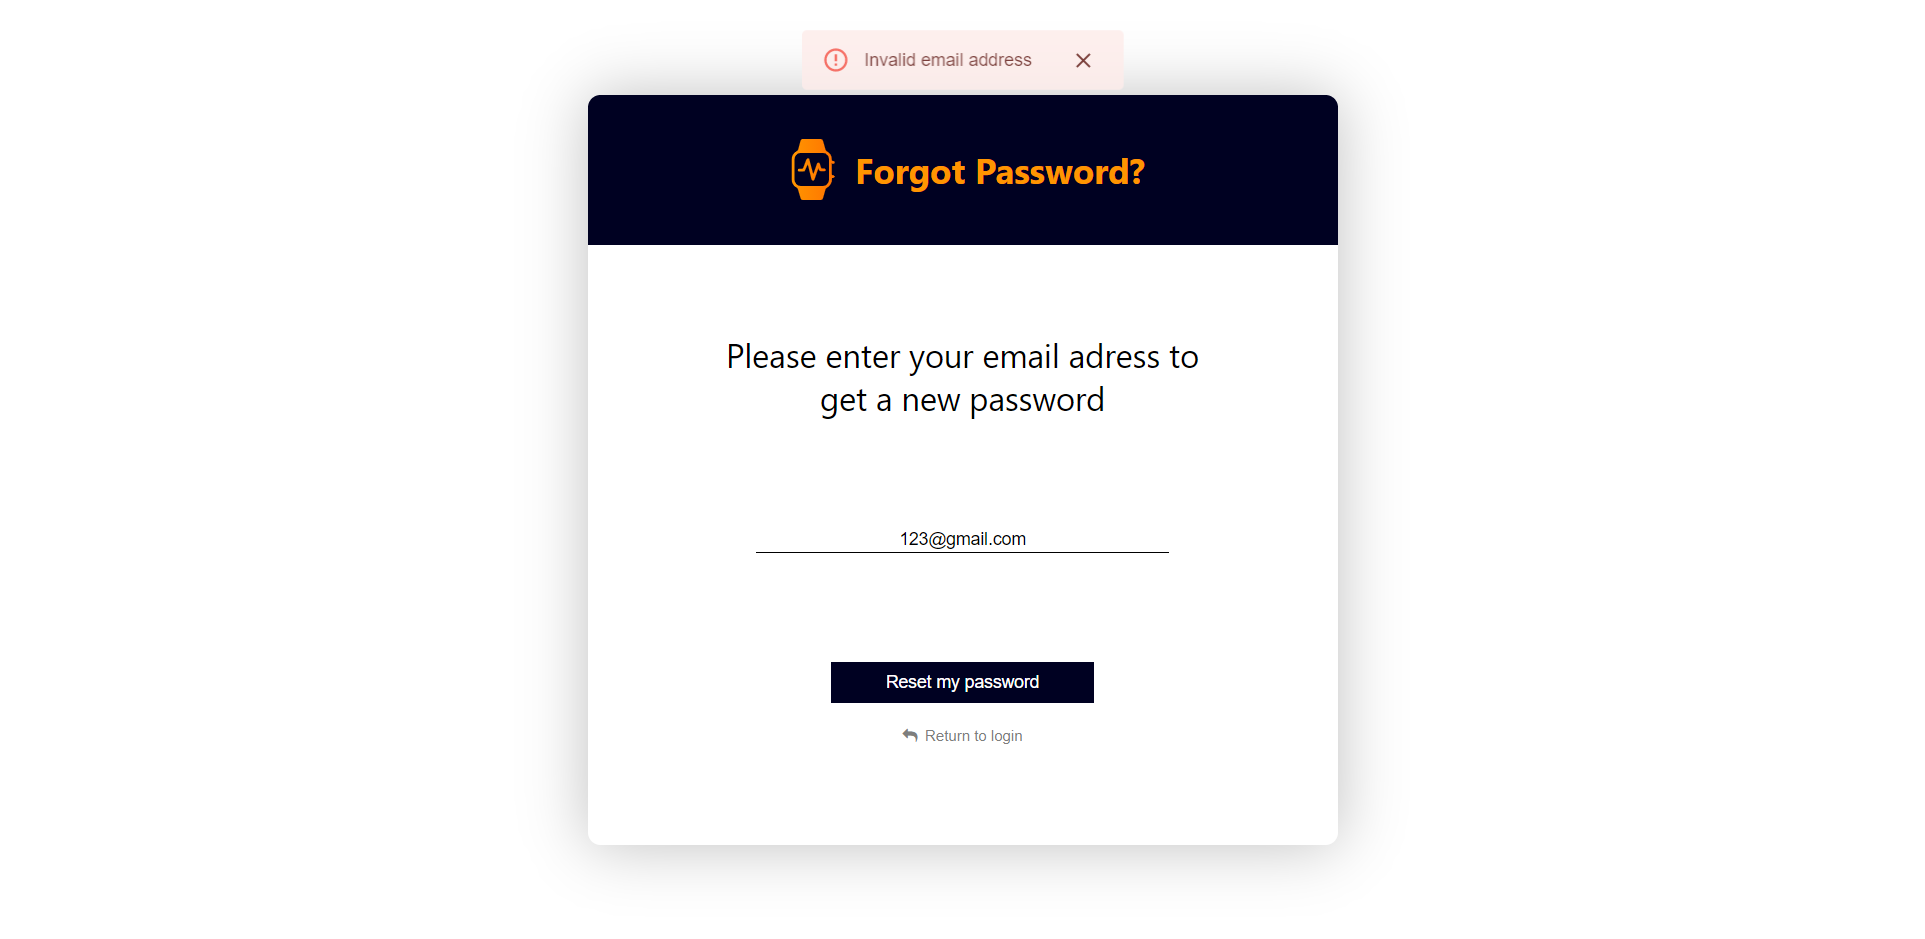 Invalid email address
Forgot Password?
Please enter your email adress to
get a new password
123@gmail.com
Reset my password
Return to login